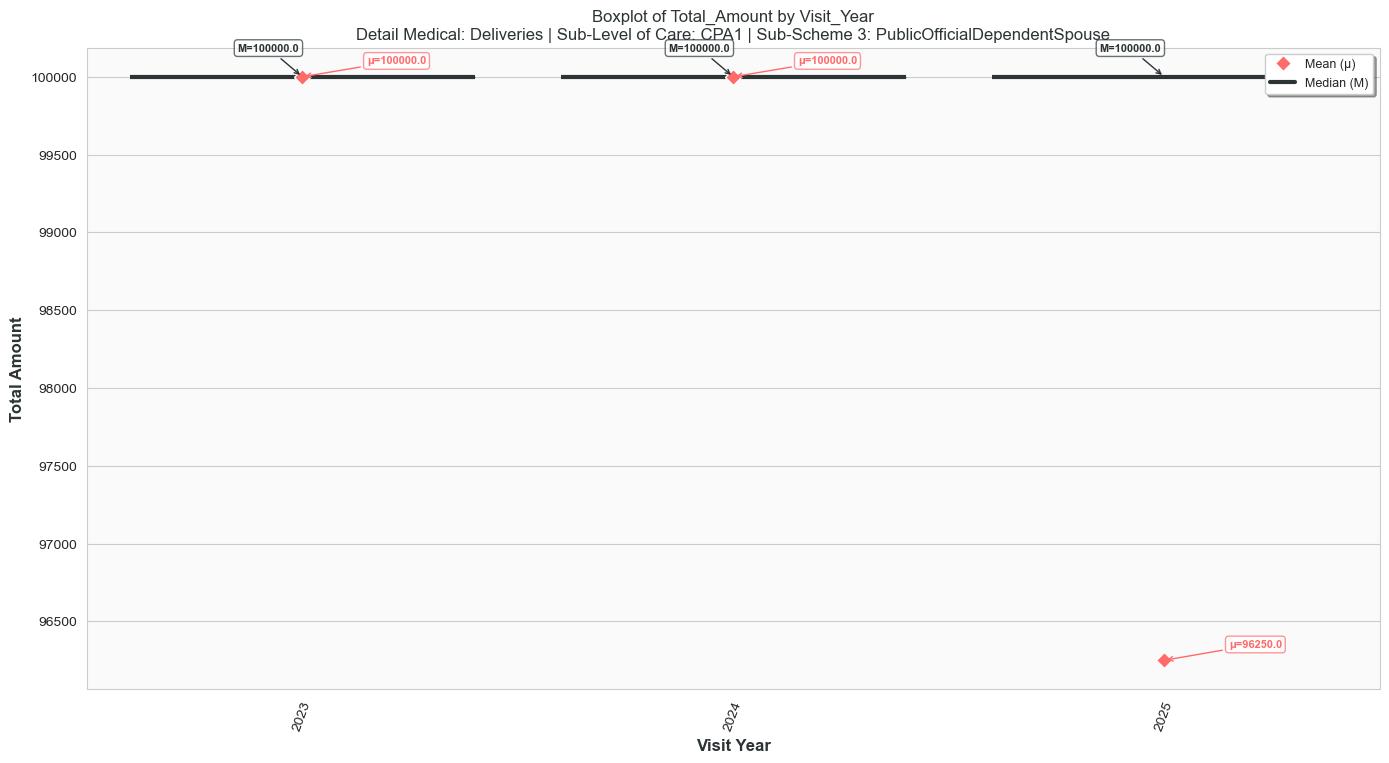 Boxplot of Total_Amount by Visit_Year
Detail Medical: Deliveries | Sub-Level of Care: CPA1 | Sub-Scheme 3: PublicOfficialDependentSpouse
M=100000.0
μ=100000.0
M=100000.0
μ=100000.0
M=100000.0
Mean (μ)
Median (M)
100000
99500
99000
98500
98000
97500
97000
96500
Total Amount
μ=96250.0
2023
2024
2025
Visit Year